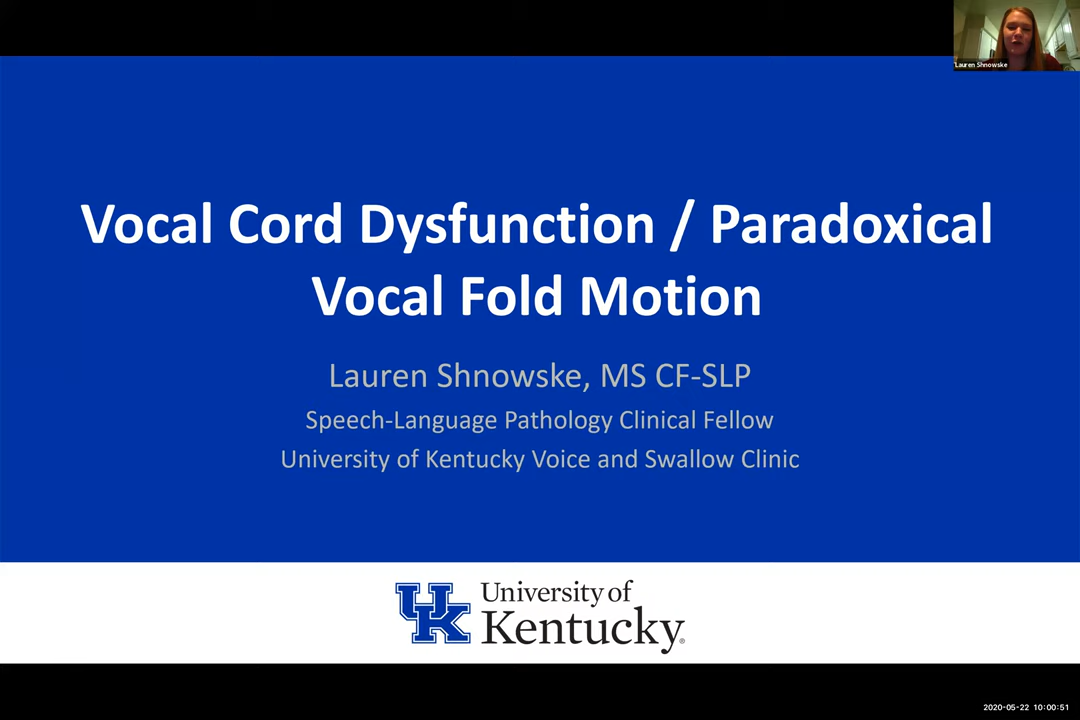 Lauren Shnowske
Vocal Cord Dysfunction / Paradoxical
Vocal Fold Motion
Lauren Shnowske, MS CF-SLP
Speech-Language Pathology Clinical Fellow
University of Kentucky Voice and Swallow Clinic
UK
University of
Kentucky®
2020-05-22 10:00:51